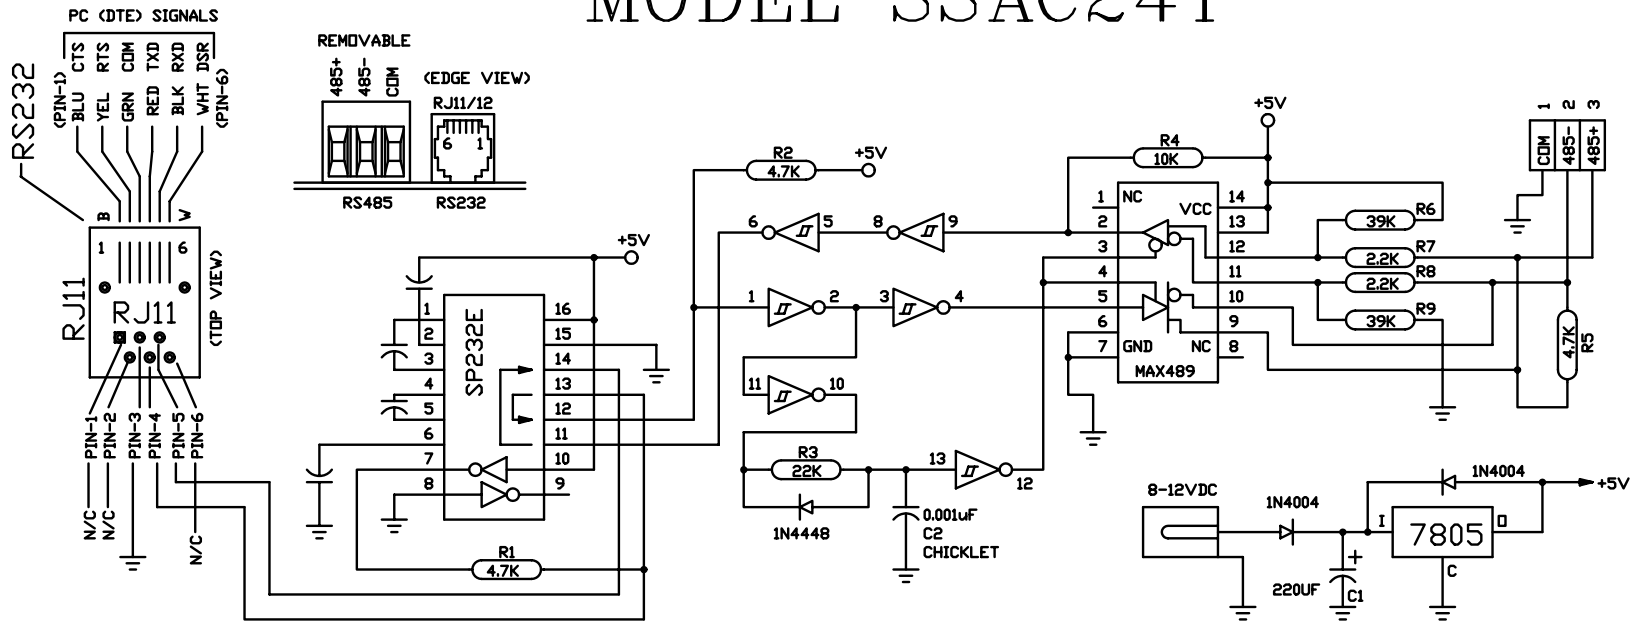 MODEL SSAC241
PC (DTE) SIGNALS
RS232
(PIN-1)
BLU CTS
YEL RTS
GRN COM
RED TXD
BLK RXD
WHT DSR
(PIN-6)
B
W
1
6
RJ11
RJ11
(TOP VIEW)
PIN-1
PIN-2
PIN-3
PIN-4
PIN-5
PIN-6
N/C
N/C
N/C
REMOVABLE
485+
485-
COM
(EDGE VIEW)
RJ11/12
6
1
RS485
RS232
+5V
SP232E
1
2
3
4
5
6
7
8
16
15
14
13
12
11
10
9
R1
4.7K
R2
4.7K
+5V
6
5
8
9
1
2
3
4
11
10
R3
22K
1N4448
13
12
0.001uF
C2
CHICKLET
R4
10K
+5V
1
2
3
4
5
6
7
NC
VCC
GND
NC
MAX489
14
13
12
11
10
9
8
R6
39K
R7
2.2K
R8
2.2K
R9
39K
R5
4.7K
1
2
3
COM
485-
485+
8-12VDC
1N4004
1N4004
+5V
I
7805
O
C
+
220UF
C1